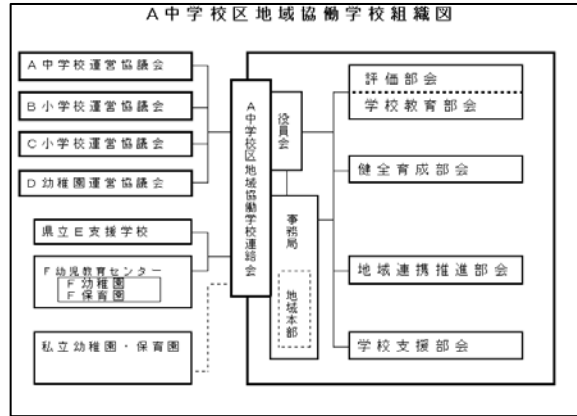 A中学校区地域協働学校組織図
A中学校運営協議会
B小学校運営協議会
C小学校運営協議会
D幼稚園運営協議会
県立E支援学校
F幼児教育センター
F幼稚園
F保育園
私立幼稚園・保育園
A中学校区地域協働学校連絡会
役員会
事務局
地域本部
評価部会
学校教育部会
健全育成部会
地域連携推進部会
学校支援部会